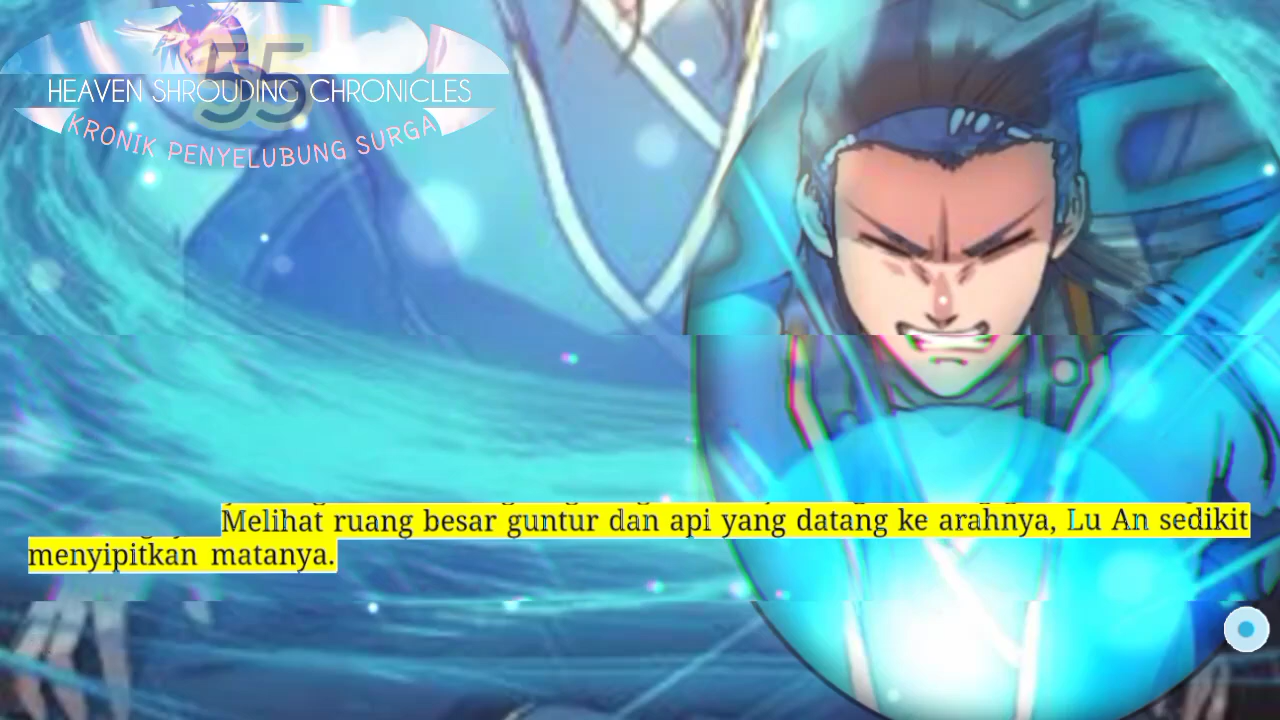 55
HEAVEN SHROUDING CHRONICLES
KRONIK PENYELUBUNG SURGA
Melihat ruang besar guntur dan api yang datang ke arahnya, Lu An sedikit
menyipitkan matanya.